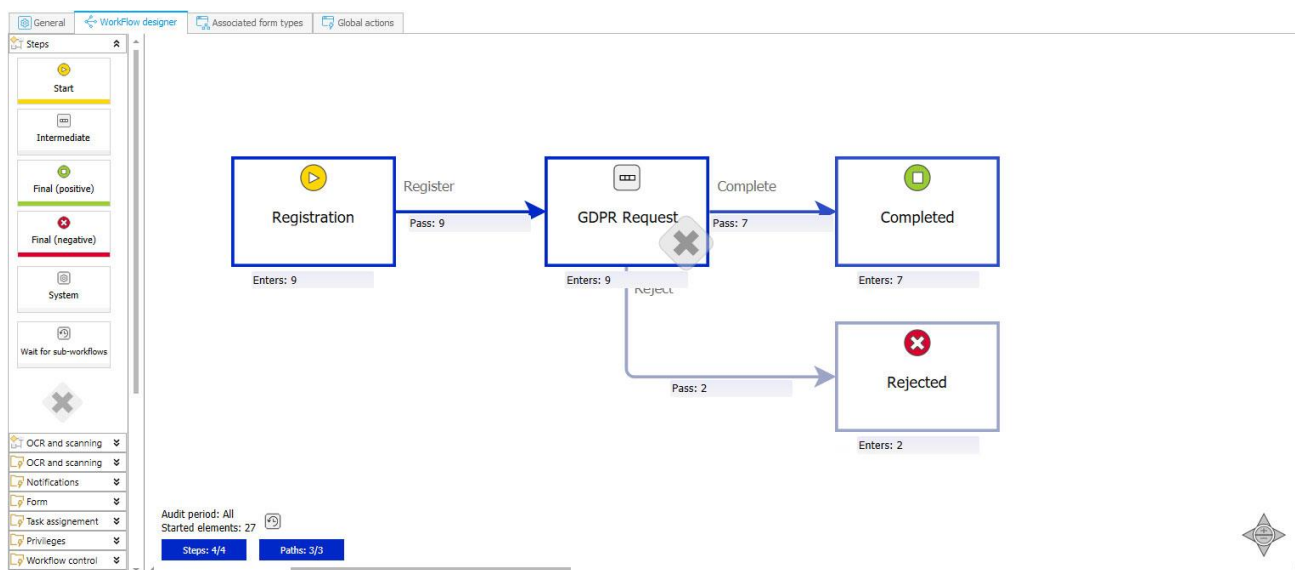 General
WorkFlow designer
Associated form types
Global actions
Steps
Start
Intermediate
Final (positive)
Final (negative)
System
Wait for sub-workflows
OCR and scanning
OCR and scanning
Notifications
Form
Task assignement
Privileges
Workflow control
Registration
Enters: 9
Register
Pass: 9
GDPR Request
Enters: 9
Complete
Pass: 7
Completed
Enters: 7
Reject
Pass: 2
Rejected
Enters: 2
Audit period: All
Started elements: 27
Steps: 4/4
Paths: 3/3